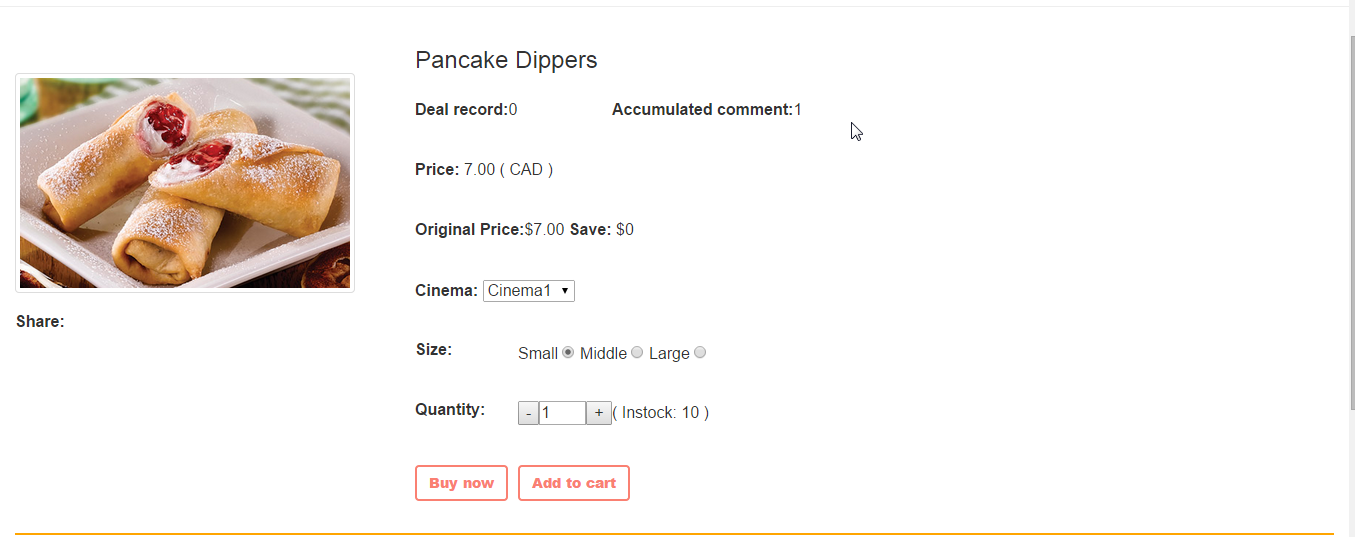 Pancake Dippers
Deal record:0 Accumulated comment:1
Price: 7.00 ( CAD )
Original Price:$7.00 Save: $0
Cinema: Cinema1
Share:
Size: Small Middle Large
Quantity: - 1 + ( Instock: 10 )
Buy now Add to cart